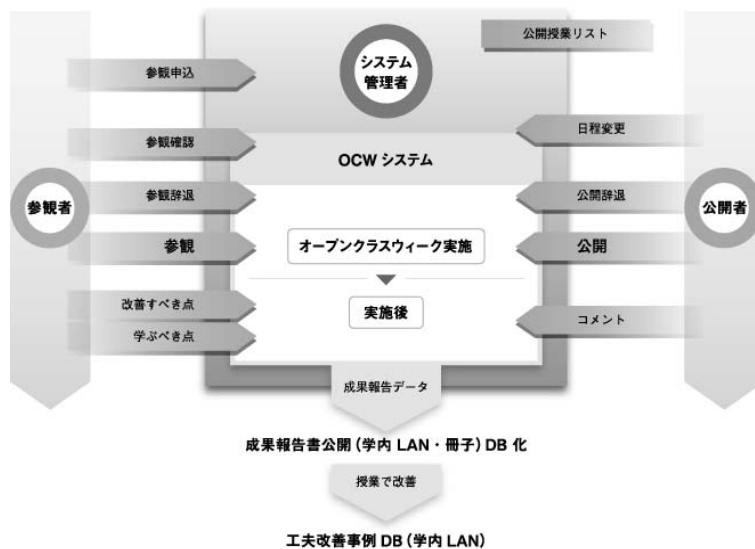 公開授業リスト
参観申込
システム
管理者
参観確認
日程変更
OCW システム
参観辞退
公開辞退
参観者
公開者
参観
オープンクラスウィーク実施
公開
改善すべき点
実施後
コメント
学ぶべき点
成果報告データ
成果報告書公開（学内 LAN・冊子）DB 化
授業で改善
工夫改善事例 DB（学内 LAN）